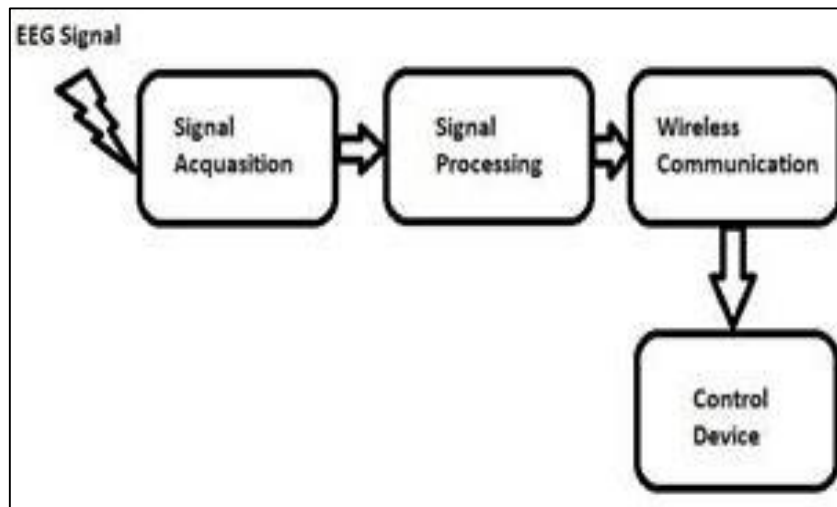 EEG Signal
Signal
Acquasition
Signal
Processing
Wireless
Communication
Control
Device